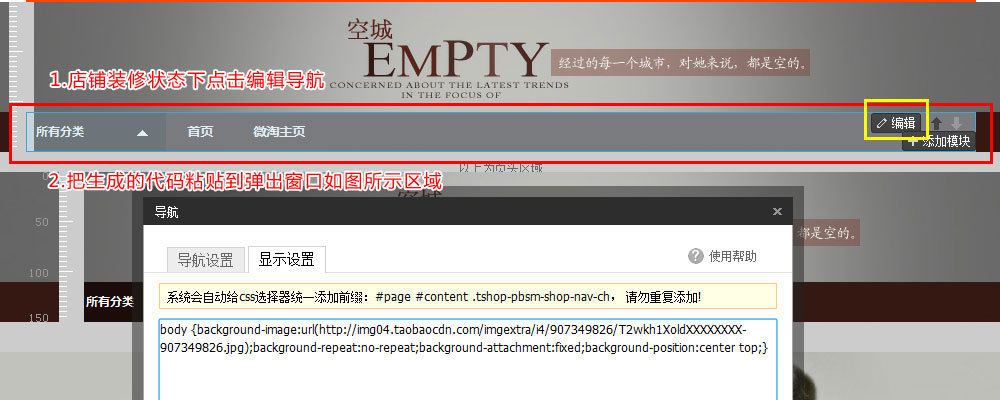 空城
EMPTY
经过的每一个城市，对她来说，都是空的。
CONCERNED ABOUT THE LATEST TRENDS
IN THE FOCUS OF
1.店铺装修状态下点击编辑导航
所有分类
首页
微淘主页
编辑
+ 添加模块
以上为页头区域
2.把生成的代码粘贴到弹出窗口如图所示区域
都是空的。
50
100
150
所有分类
导航
×
导航设置
显示设置
? 使用帮助
系统会自动给css选择器统一添加前缀：#page #content .tshop-pbsm-shop-nav-ch，请勿重复添加!
body {background-image:url(http://img04.taobaocdn.com/imgextra/i4/907349826/T2wkh1XoldXXXXXXXX-
907349826.jpg);background-repeat:no-repeat;background-attachment:fixed;background-position:center top;}